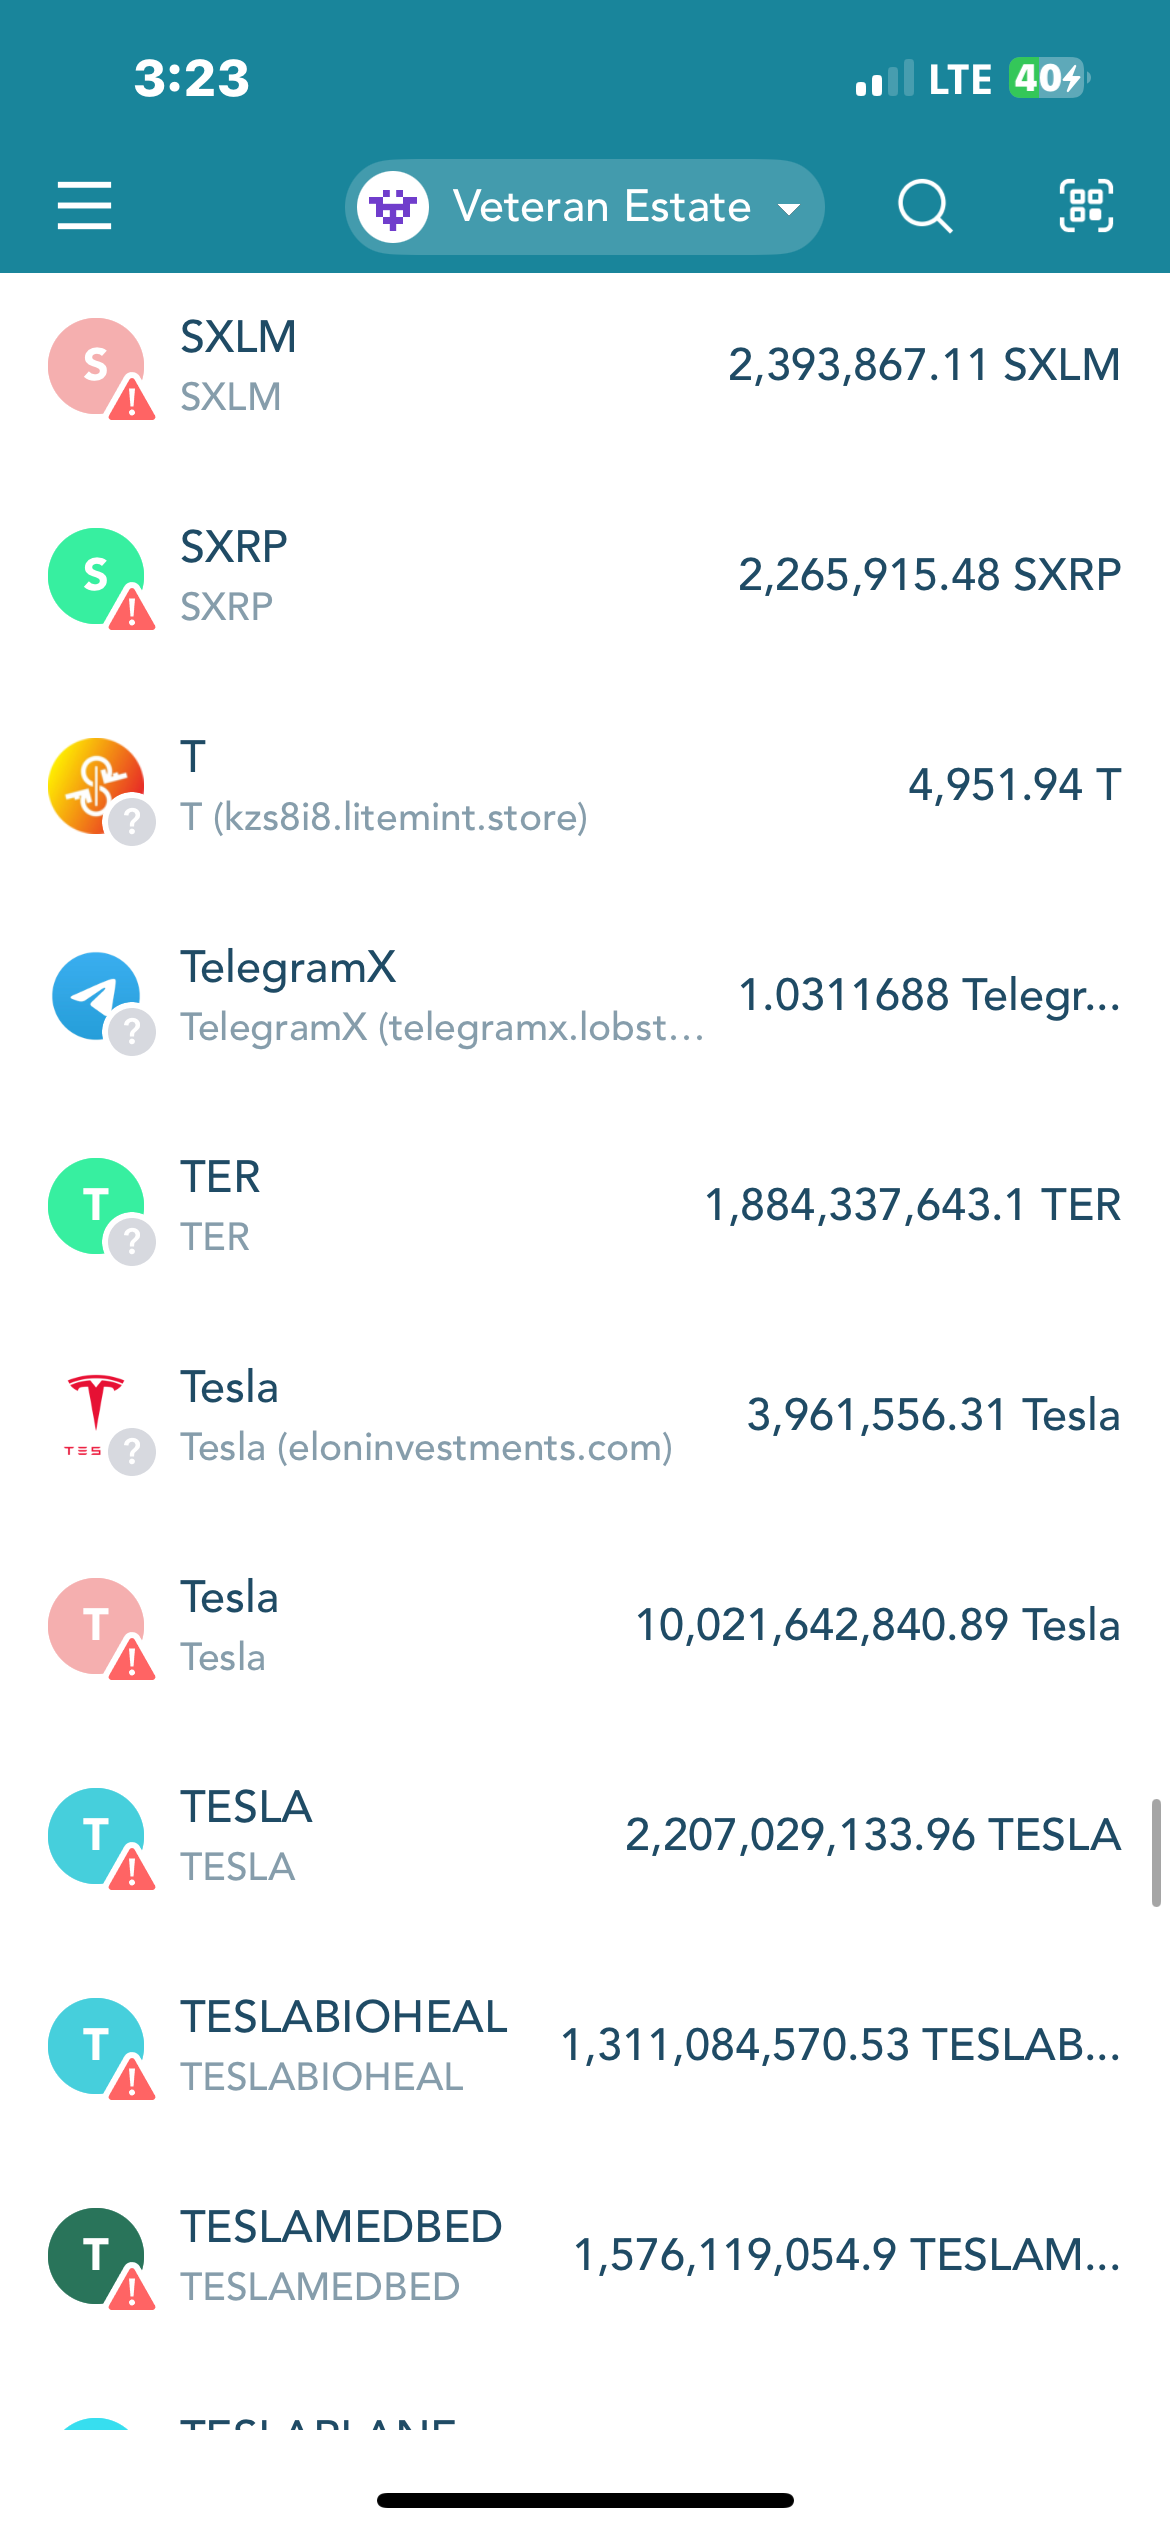 3:23
LTE 40
Veteran Estate
S
SXLM
SXLM
2,393,867.11 SXLM
S
SXRP
SXRP
2,265,915.48 SXRP
T
T (kzs8i8.litemint.store)
4,951.94 T
?
TelegramX
TelegramX (telegramx.lobst...
1.0311688 Telegr...
?
T
TER
TER
1,884,337,643.1 TER
?
Tesla
Tesla (eloninvestments.com)
3,961,556.31 Tesla
TES
?
T
Tesla
Tesla
10,021,642,840.89 Tesla
T
TESLA
TESLA
2,207,029,133.96 TESLA
T
TESLABIOHEAL
TESLABIOHEAL
1,311,084,570.53 TESLAB...
T
TESLAMEDBED
TESLAMEDBED
1,576,119,054.9 TESLAM...